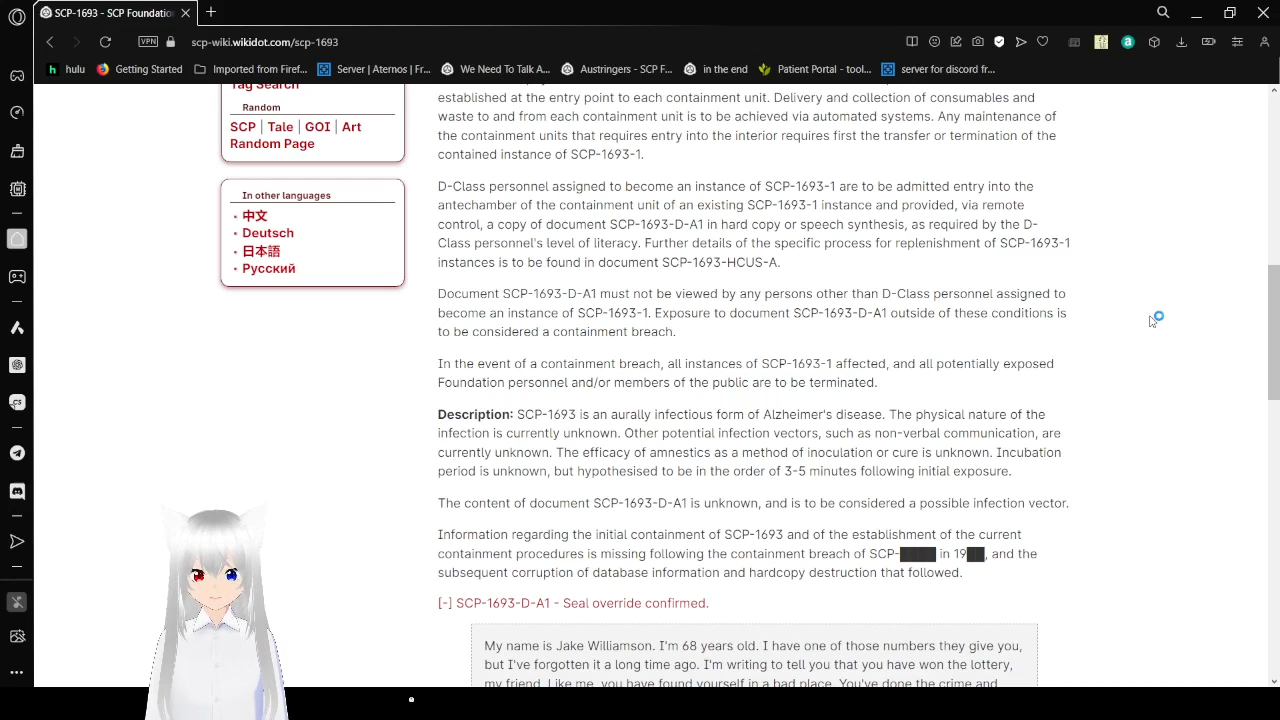 SCP-1693 - SCP Foundation
VPN
scp-wiki.wikidot.com/scp-1693
hulu
Getting Started
Imported from Firef...
Server | Aternos | Fr...
We Need To Talk A...
Austringers - SCP F...
in the end
Patient Portal - tool...
server for discord fr...
Tag Search
Random
SCP | Tale | GOI | Art
Random Page
In other languages
中文
Deutsch
日本語
Русский
established at the entry point to each containment unit. Delivery and collection of consumables and
waste to and from each containment unit is to be achieved via automated systems. Any maintenance of
the containment units that requires entry into the interior requires first the transfer or termination of the
contained instance of SCP-1693-1.
D-Class personnel assigned to become an instance of SCP-1693-1 are to be admitted entry into the
antechamber of the containment unit of an existing SCP-1693-1 instance and provided, via remote
control, a copy of document SCP-1693-D-A1 in hard copy or speech synthesis, as required by the D-
Class personnel's level of literacy. Further details of the specific process for replenishment of SCP-1693-1
instances is to be found in document SCP-1693-HCUS-A.
Document SCP-1693-D-A1 must not be viewed by any persons other than D-Class personnel assigned to
become an instance of SCP-1693-1. Exposure to document SCP-1693-D-A1 outside of these conditions is
to be considered a containment breach.
In the event of a containment breach, all instances of SCP-1693-1 affected, and all potentially exposed
Foundation personnel and/or members of the public are to be terminated.
Description: SCP-1693 is an aurally infectious form of Alzheimer's disease. The physical nature of the
infection is currently unknown. Other potential infection vectors, such as non-verbal communication, are
currently unknown. The efficacy of amnestics as a method of inoculation or cure is unknown. Incubation
period is unknown, but hypothesised to be in the order of 3-5 minutes following initial exposure.
The content of document SCP-1693-D-A1 is unknown, and is to be considered a possible infection vector.
Information regarding the initial containment of SCP-1693 and of the establishment of the current
containment procedures is missing following the containment breach of SCP-████ in 19██, and the
subsequent corruption of database information and hardcopy destruction that followed.
[-] SCP-1693-D-A1 - Seal override confirmed.
My name is Jake Williamson. I'm 68 years old. I have one of those numbers they give you,
but I've forgotten it a long time ago. I'm writing to tell you that you have won the lottery,
my friend. Like me, you have found yourself in a bad place. You've done the crime and